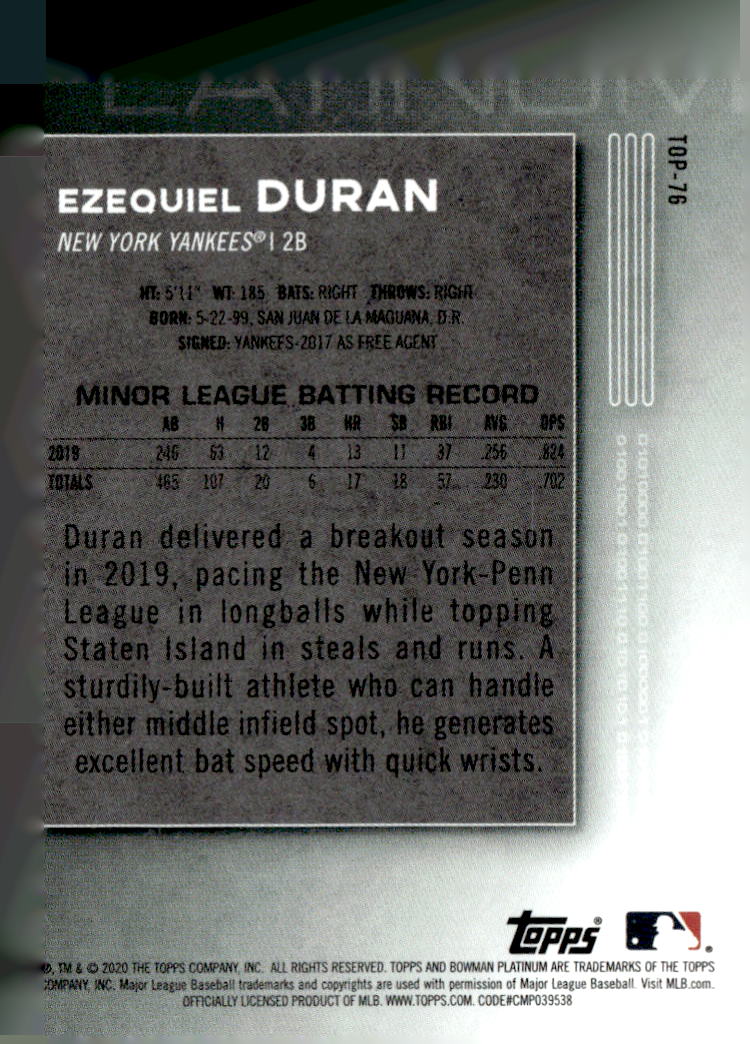 PLATINUM
TOP-76
EZEQUIEL DURAN
NEW YORK YANKEES® | 2B
HT: 5'11" WT: 185 BATS: RIGHT THROWS: RIGHT
BORN: 5-22-99, SAN JUAN DE LA MAGUANA, D.R.
SIGNED: YANKEES-2017 AS FREE AGENT
MINOR LEAGUE BATTING RECORD
AB H 2B 3B HR SB RBI AVG OPS
2019 246 63 12 4 13 11 37 .256 .824
TOTALS 465 107 20 6 17 18 57 .230 .702
Duran delivered a breakout season
in 2019, pacing the New York-Penn
League in longballs while topping
Staten Island in steals and runs. A
sturdily-built athlete who can handle
either middle infield spot, he generates
excellent bat speed with quick wrists.
Topps®
®, TM & © 2020 THE TOPPS COMPANY, INC. ALL RIGHTS RESERVED. TOPPS AND BOWMAN PLATINUM ARE TRADEMARKS OF THE TOPPS
COMPANY, INC. Major League Baseball trademarks and copyrights are used with permission of Major League Baseball. Visit MLB.com.
OFFICIALLY LICENSED PRODUCT OF MLB. WWW.TOPPS.COM. CODE#CMP039538